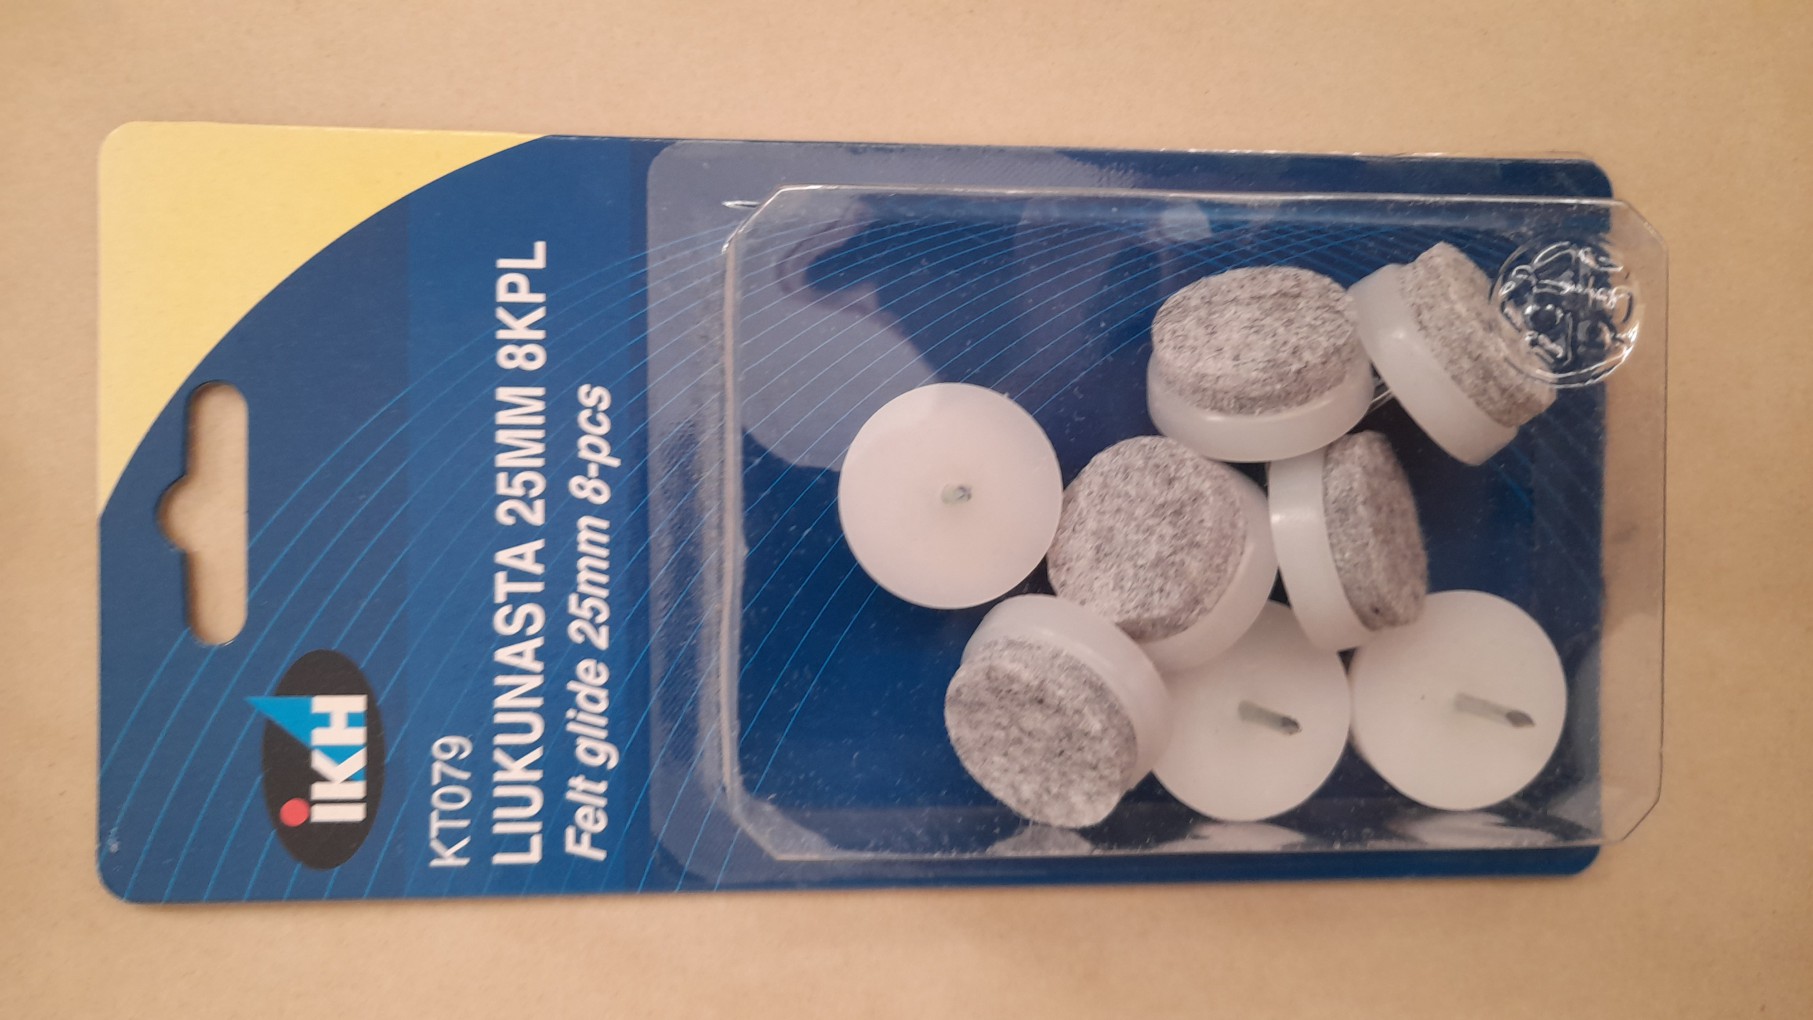 IKH
KT079
LIUKUNASTA 25MM 8KPL
Felt glide 25mm 8-pcs